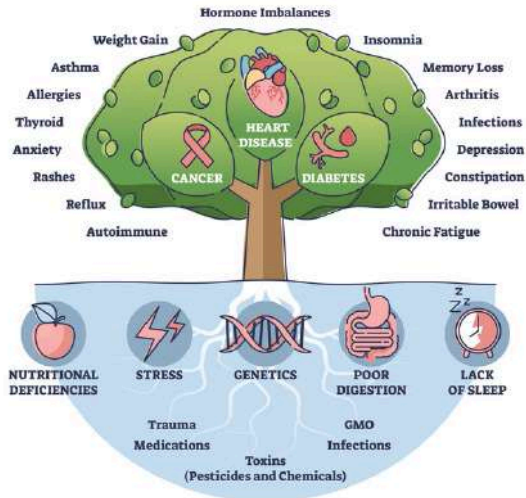 Hormone Imbalances
Weight Gain
Insomnia
Asthma
Memory Loss
Allergies
Arthritis
Thyroid
Infections
Anxiety
Depression
Rashes
Constipation
Reflux
Irritable Bowel
Autoimmune
Chronic Fatigue
HEART
DISEASE
CANCER
DIABETES
Z
Z
Z
NUTRITIONAL
DEFICIENCIES
STRESS
GENETICS
POOR
DIGESTION
LACK
OF SLEEP
Trauma
Medications
GMO
Infections
Toxins
(Pesticides and Chemicals)